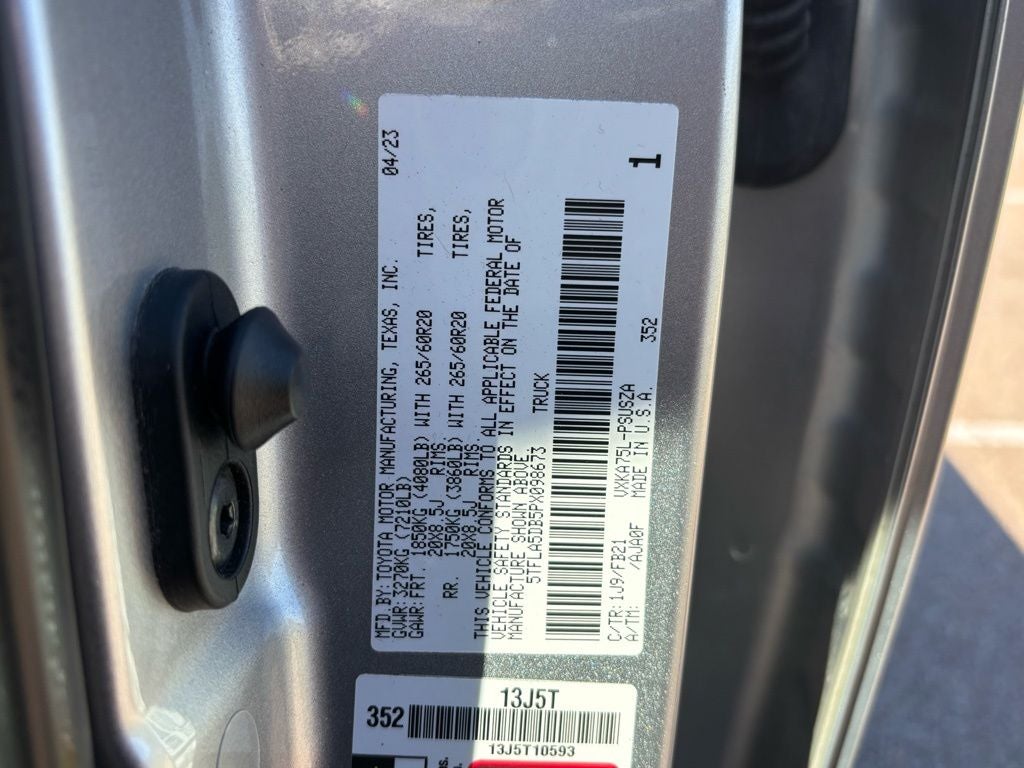 MFD. BY: TOYOTA MOTOR MANUFACTURING, TEXAS, INC. 04/23
GVWR: 3270KG (7210LB)
GAWR: FRT. 1850KG (4080LB) WITH 265/60R20 TIRES,
20X8.5J RIMS.
RR. 1750KG (3860LB) WITH 265/60R20 TIRES,
20X8.5J RIMS.
THIS VEHICLE CONFORMS TO ALL APPLICABLE FEDERAL MOTOR
VEHICLE SAFETY STANDARDS IN EFFECT ON THE DATE OF
MANUFACTURE SHOWN ABOVE.
5TFLA5DB5PX098673 TRUCK
1
C/TR: 1J9/FB21 VXKA75L-PSUSZA 352
A/TM: /AJA0F MADE IN U.S.A.
13J5T
352
13J5T10593